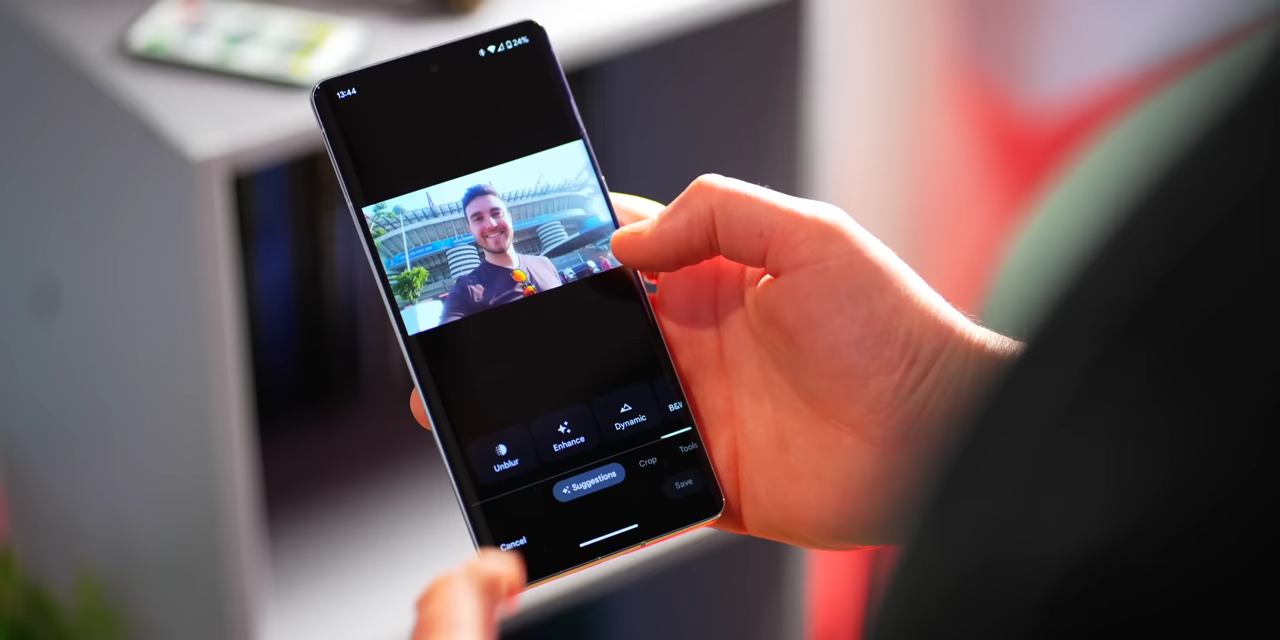 13:44
24%
Unblur
Enhance
Dynamic
B&W
Suggestions
Crop
Tools
Save
Cancel